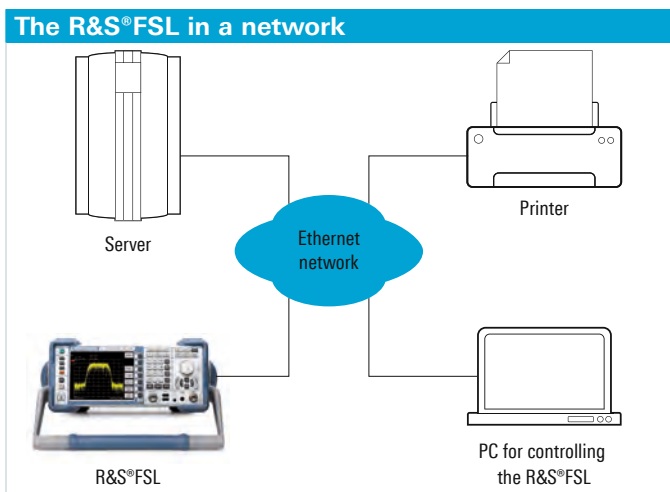 The R&S®FSL in a network
Server
Printer
Ethernet
network
R&S®FSL
PC for controlling
the R&S®FSL